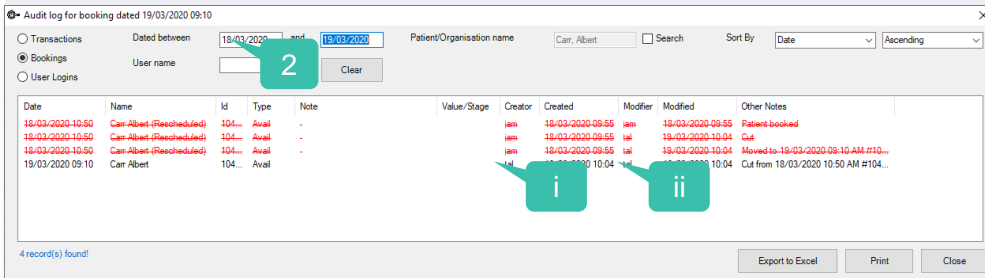 Audit log for booking dated 19/03/2020 09:10
Transactions Dated between 18/03/2020 and 19/03/2020 Patient/Organisation name Carr, Albert Search Sort By Date Ascending
Bookings User name Clear
User Logins
2
Date Name Id Type Note Value/Stage Creator Created Modifier Modified Other Notes
18/03/2020 10:50 Carr Albert (Rescheduled) 104... Avail - jam 18/03/2020 09:55 jam 18/03/2020 09:55 Patient booked
18/03/2020 10:50 Carr Albert (Rescheduled) 104... Avail - jam 18/03/2020 09:55 tal 19/03/2020 10:04 Cut
18/03/2020 10:50 Carr Albert (Rescheduled) 104... Avail - jam 18/03/2020 09:55 tal 19/03/2020 10:04 Moved to 19/03/2020 09:10 AM #10...
19/03/2020 09:10 Carr Albert 104... Avail tal 10:04 tal 10:04 Cut from 18/03/2020 10:50 AM #104...
i ii
4 record(s) found!
Export to Excel Print Close